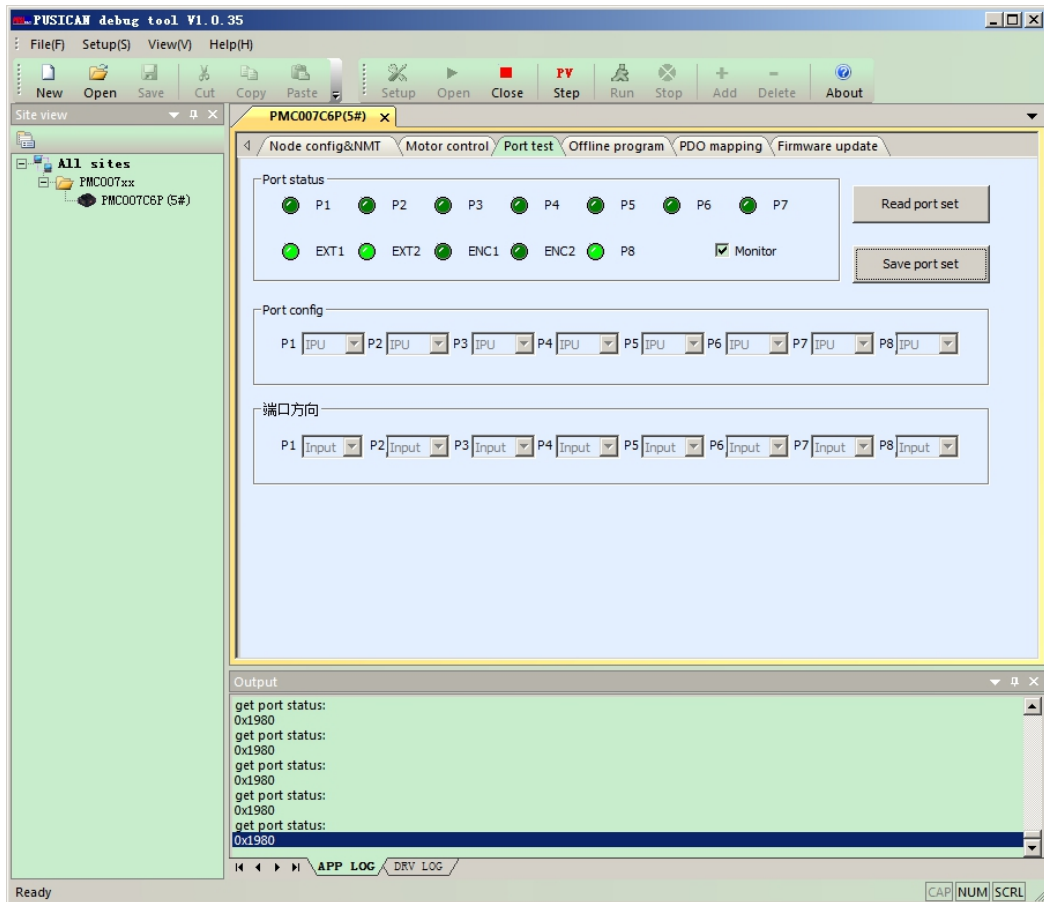 PUSICAN debug tool V1.0.35
File(F) Setup(S) View(V) Help(H)
New Open Save Cut Copy Paste Setup Open Close PV Step Run Stop Add Delete About
Site view
PMC007C6P(5#)
Node config&NMT Motor control Port test Offline program PDO mapping Firmware update
All sites
PMC007xx
PMC007C6P (5#)
Port status
P1 P2 P3 P4 P5 P6 P7
EXT1 EXT2 ENC1 ENC2 P8 Monitor
Read port set
Save port set
Port config
P1 IPU P2 IPU P3 IPU P4 IPU P5 IPU P6 IPU P7 IPU P8 IPU
端口方向
P1 Input P2 Input P3 Input P4 Input P5 Input P6 Input P7 Input P8 Input
Output
get port status:
0x1980
get port status:
0x1980
get port status:
0x1980
get port status:
0x1980
get port status:
0x1980
APP LOG DRV LOG
Ready
CAP NUM SCRL